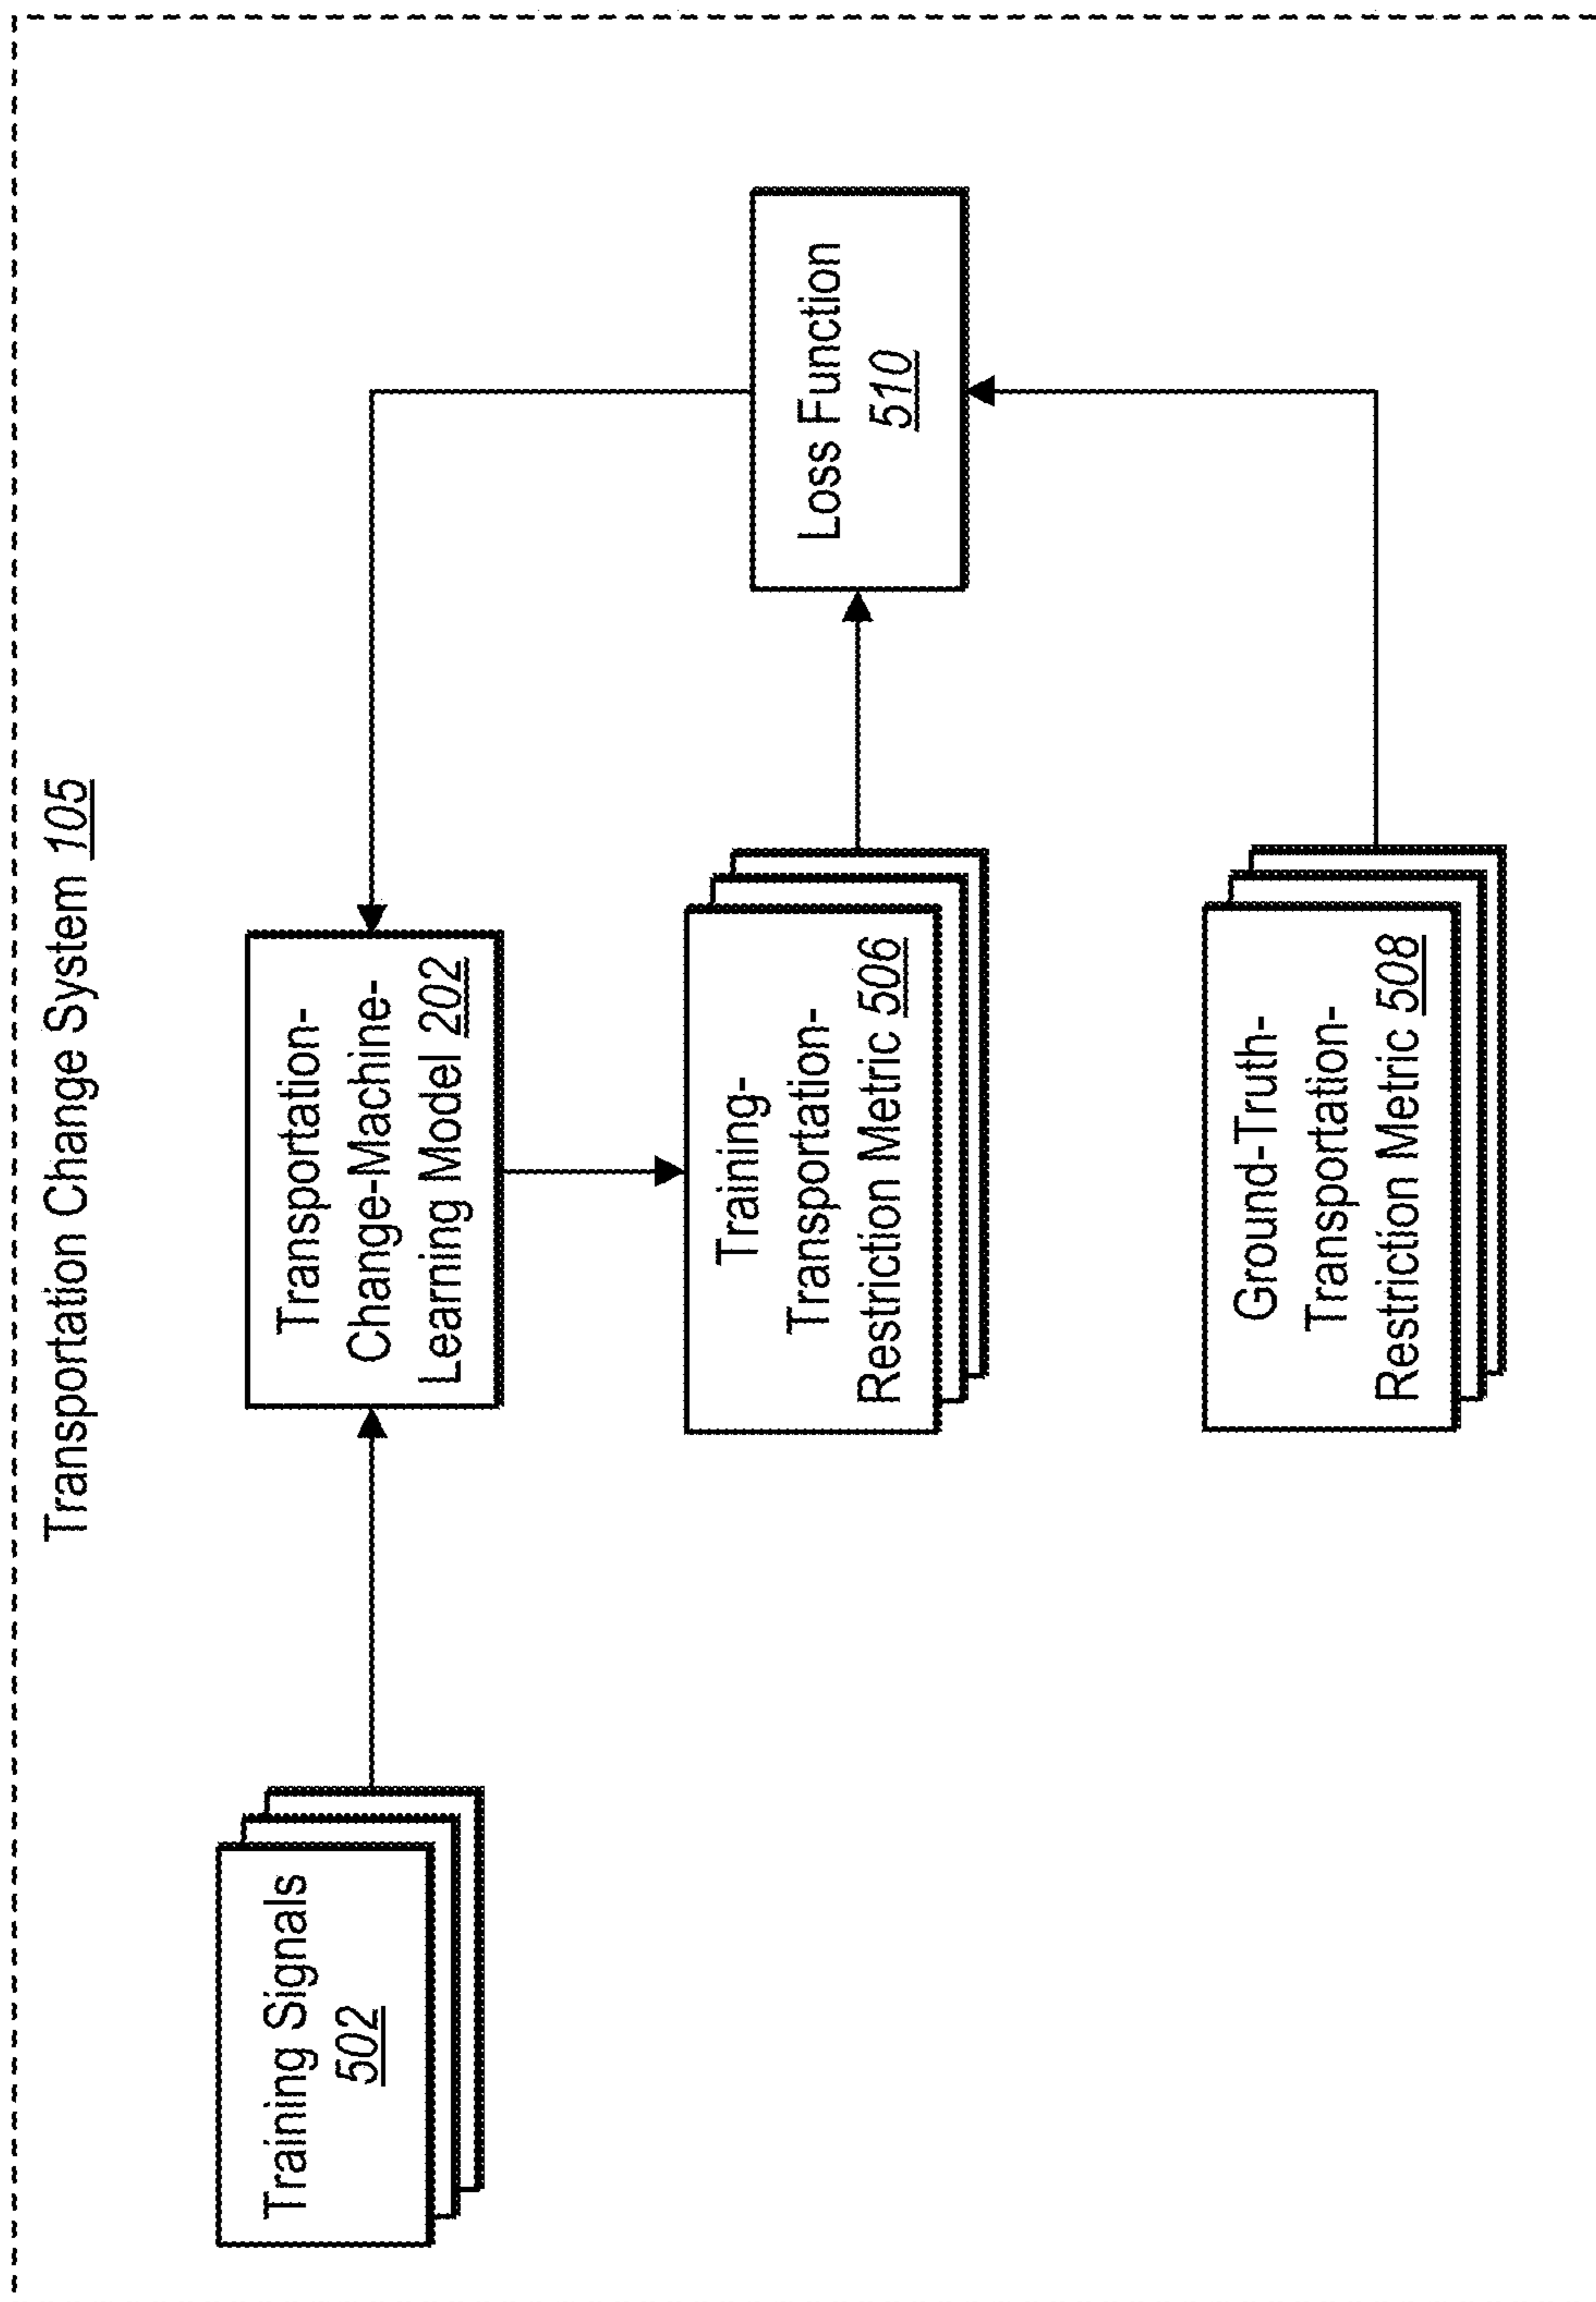 Transportation Change System 105
Training Signals
502
Transportation-
Change-Machine-
Learning Model 202
Training-
Transportation-
Restriction Metric 506
Loss Function
510
Ground-Truth-
Transportation-
Restriction Metric 508